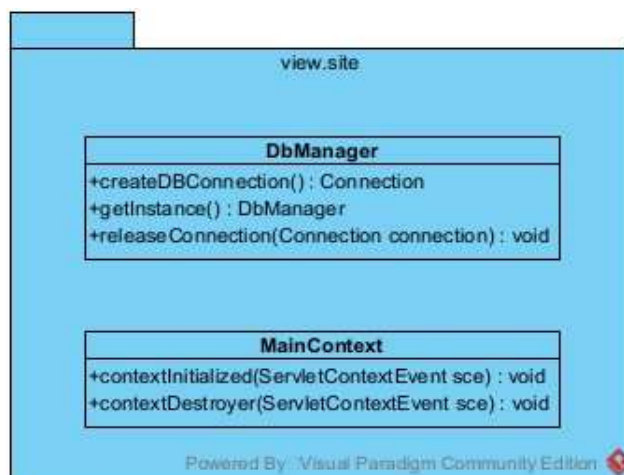 view.site
DbManager
+createDBConnection() : Connection
+getInstance() : DbManager
+releaseConnection(Connection connection) : void
MainContext
+contextInitialized(ServletContextEvent sce) : void
+contextDestroyer(ServletContextEvent sce) : void
Powered By Visual Paradigm Community Edition